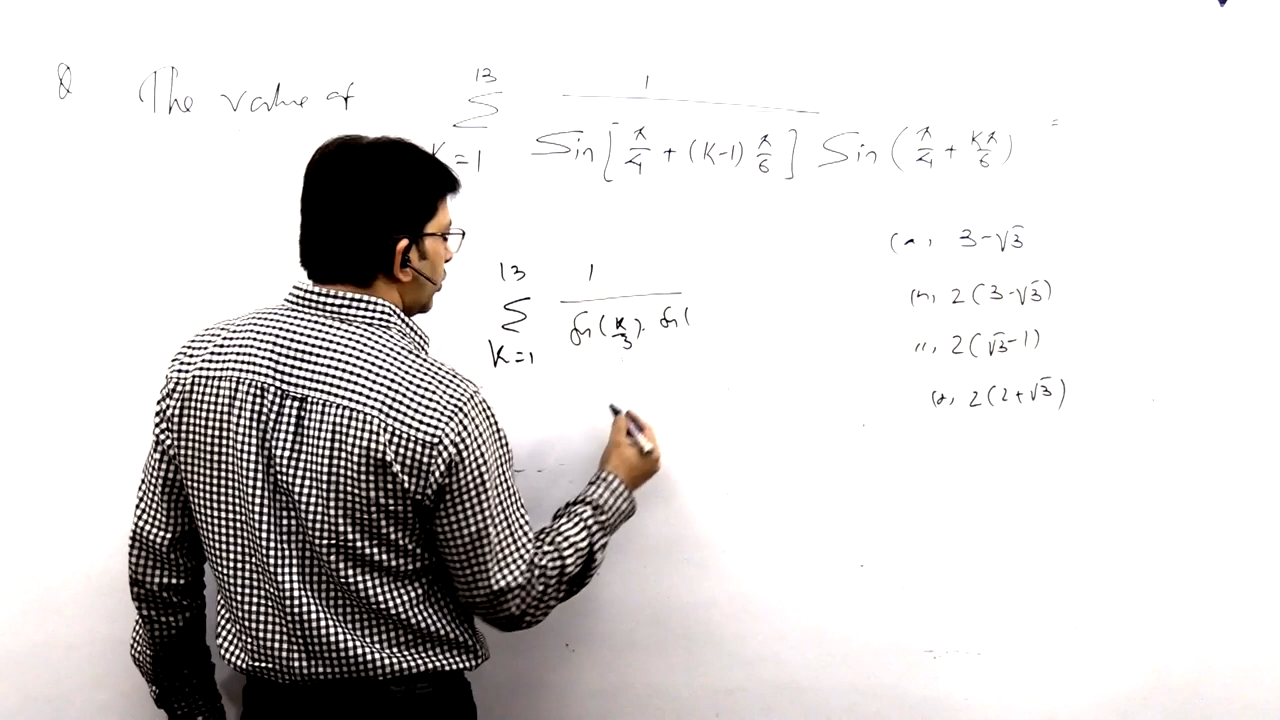 Q The value of 13 Σ K=1 1 / Sin[π/4 + (K-1) π/6] Sin(π/4 + Kπ/6) =
(a) 3-√3
(b) 2(3-√3)
(c) 2(√3-1)
(d) 2(2+√3)
13 Σ K=1 1 / Sin(π/3). Sin(